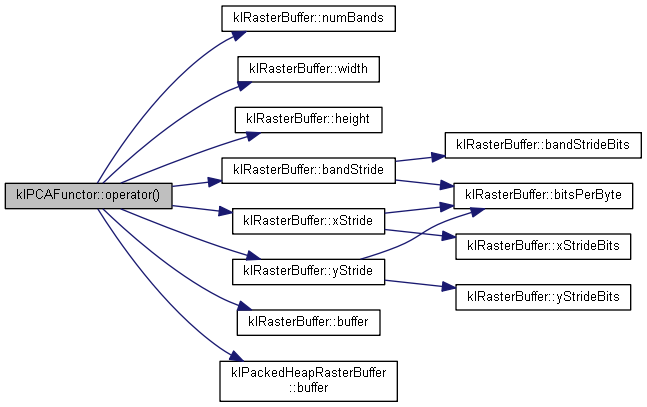 klRasterBuffer::numBands
klRasterBuffer::width
klRasterBuffer::height
klRasterBuffer::bandStrideBits
klRasterBuffer::bandStride
klPCAFunctor::operator()
klRasterBuffer::bitsPerByte
klRasterBuffer::xStride
klRasterBuffer::xStrideBits
klRasterBuffer::yStride
klRasterBuffer::yStrideBits
klRasterBuffer::buffer
klPackedHeapRasterBuffer
::buffer